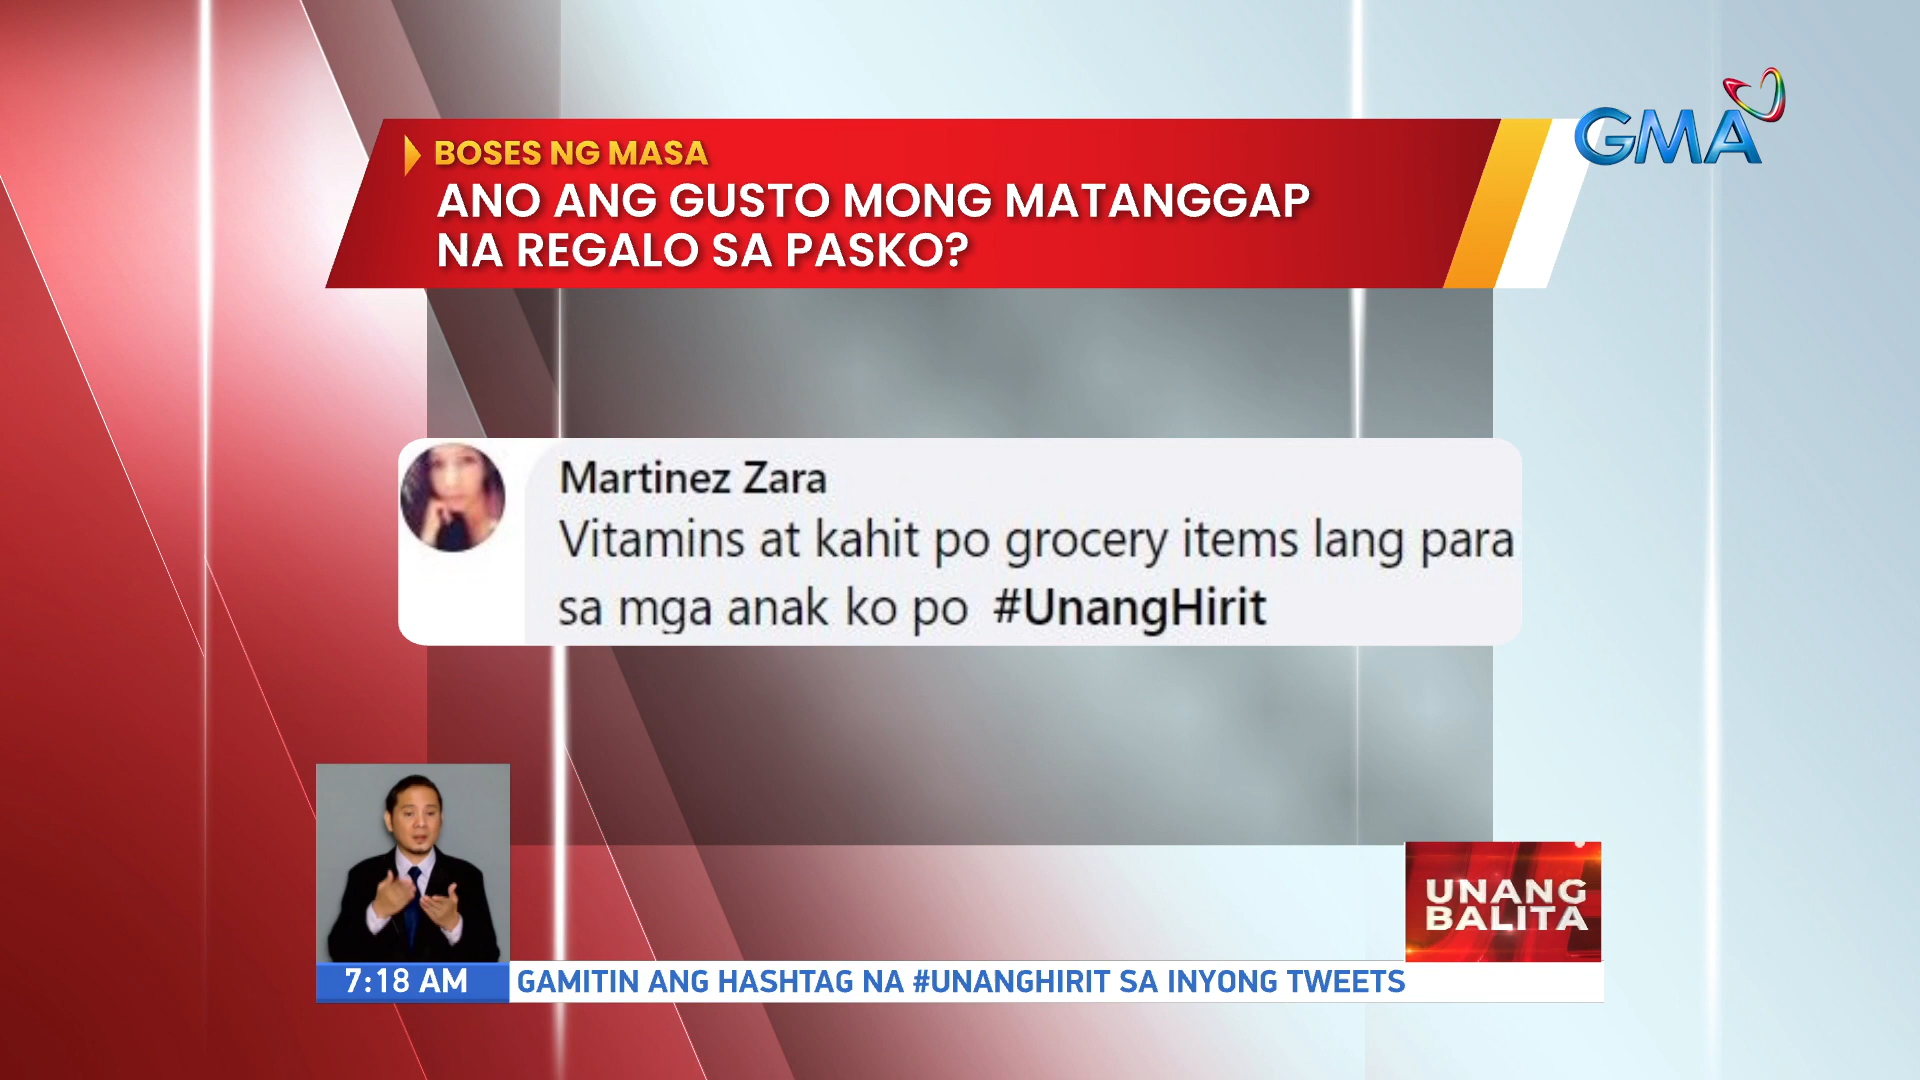 GMA
BOSES NG MASA
ANO ANG GUSTO MONG MATANGGAP
NA REGALO SA PASKO?
Martinez Zara
Vitamins at kahit po grocery items lang para
sa mga anak ko po #UnangHirit
UNANG
BALITA
7:18 AM
GAMITIN ANG HASHTAG NA #UNANGHIRIT SA INYONG TWEETS